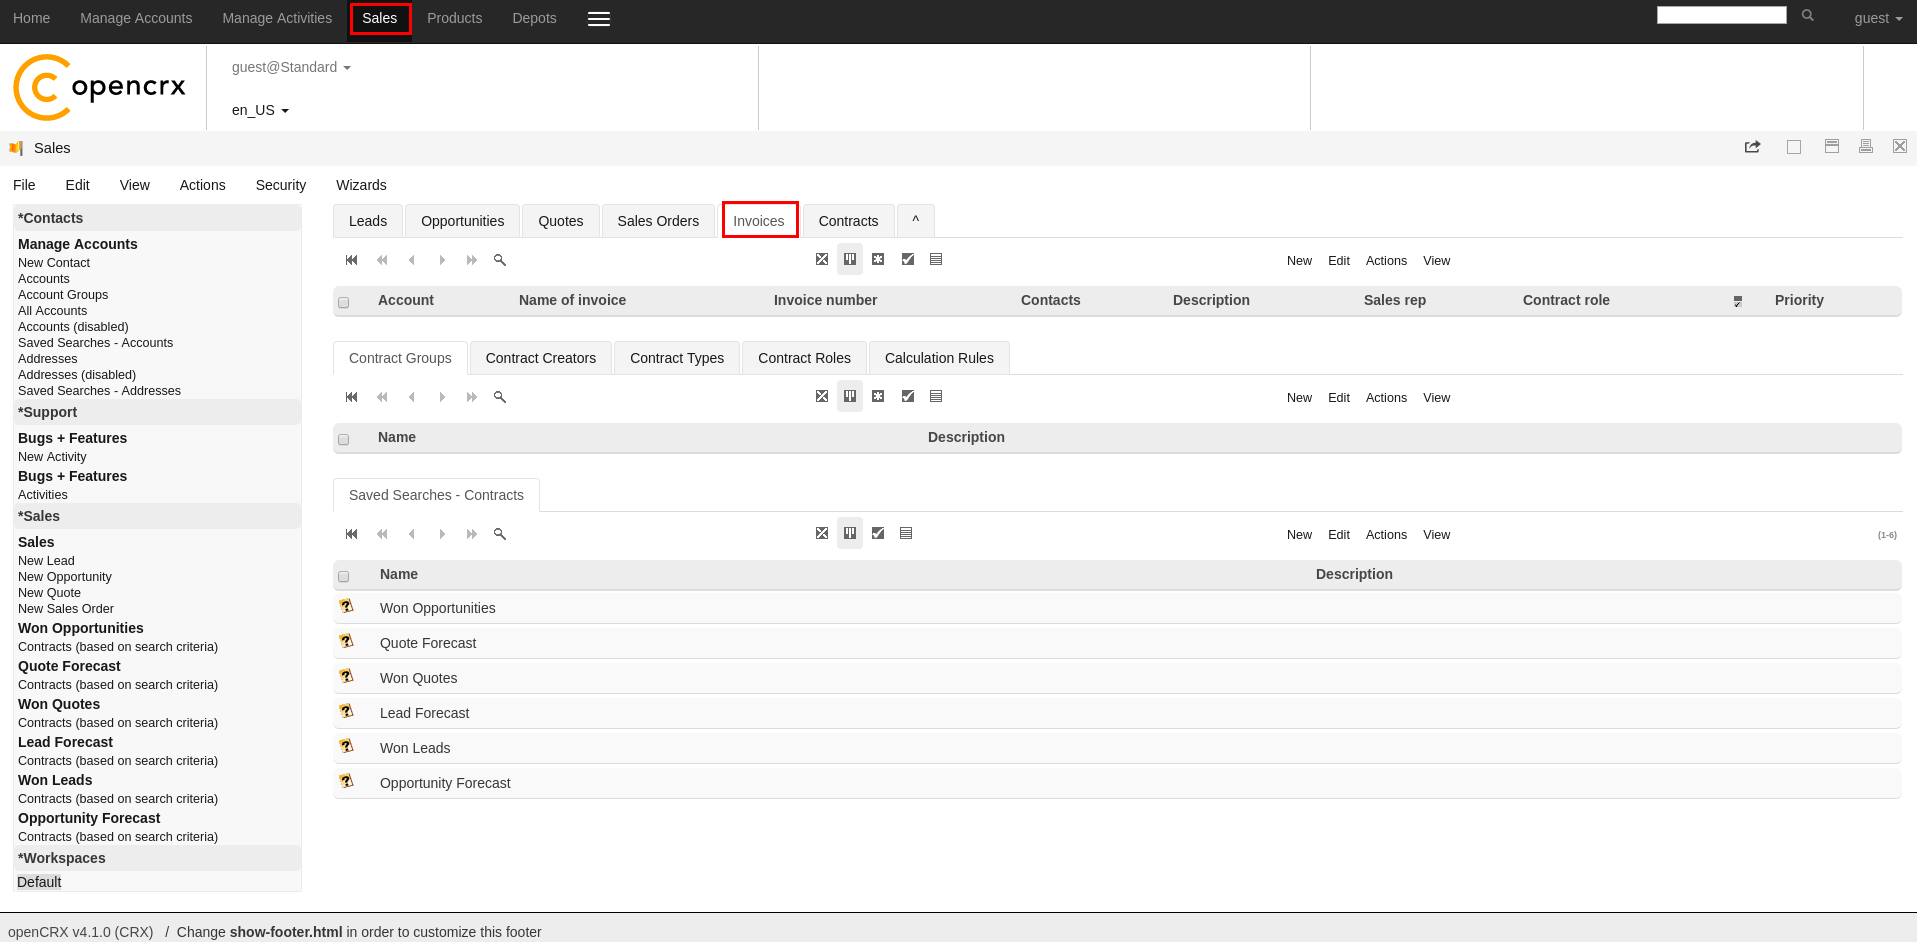 Home Manage Accounts Manage Activities Sales Products Depots guest
opencrx
guest@Standard
en_US
Sales
File Edit View Actions Security Wizards
*Contacts
Manage Accounts
New Contact
Accounts
Account Groups
All Accounts
Accounts (disabled)
Saved Searches - Accounts
Addresses
Addresses (disabled)
Saved Searches - Addresses
*Support
Bugs + Features
New Activity
Bugs + Features
Activities
*Sales
Sales
New Lead
New Opportunity
New Quote
New Sales Order
Won Opportunities
Contracts (based on search criteria)
Quote Forecast
Contracts (based on search criteria)
Won Quotes
Contracts (based on search criteria)
Lead Forecast
Contracts (based on search criteria)
Won Leads
Contracts (based on search criteria)
Opportunity Forecast
Contracts (based on search criteria)
*Workspaces
Default
Leads Opportunities Quotes Sales Orders Invoices Contracts ^
New Edit Actions View
Account Name of invoice Invoice number Contacts Description Sales rep Contract role Priority
Contract Groups Contract Creators Contract Types Contract Roles Calculation Rules
New Edit Actions View
Name Description
Saved Searches - Contracts
New Edit Actions View (1-6)
Name Description
Won Opportunities
Quote Forecast
Won Quotes
Lead Forecast
Won Leads
Opportunity Forecast
openCRX v4.1.0 (CRX) / Change show-footer.html in order to customize this footer